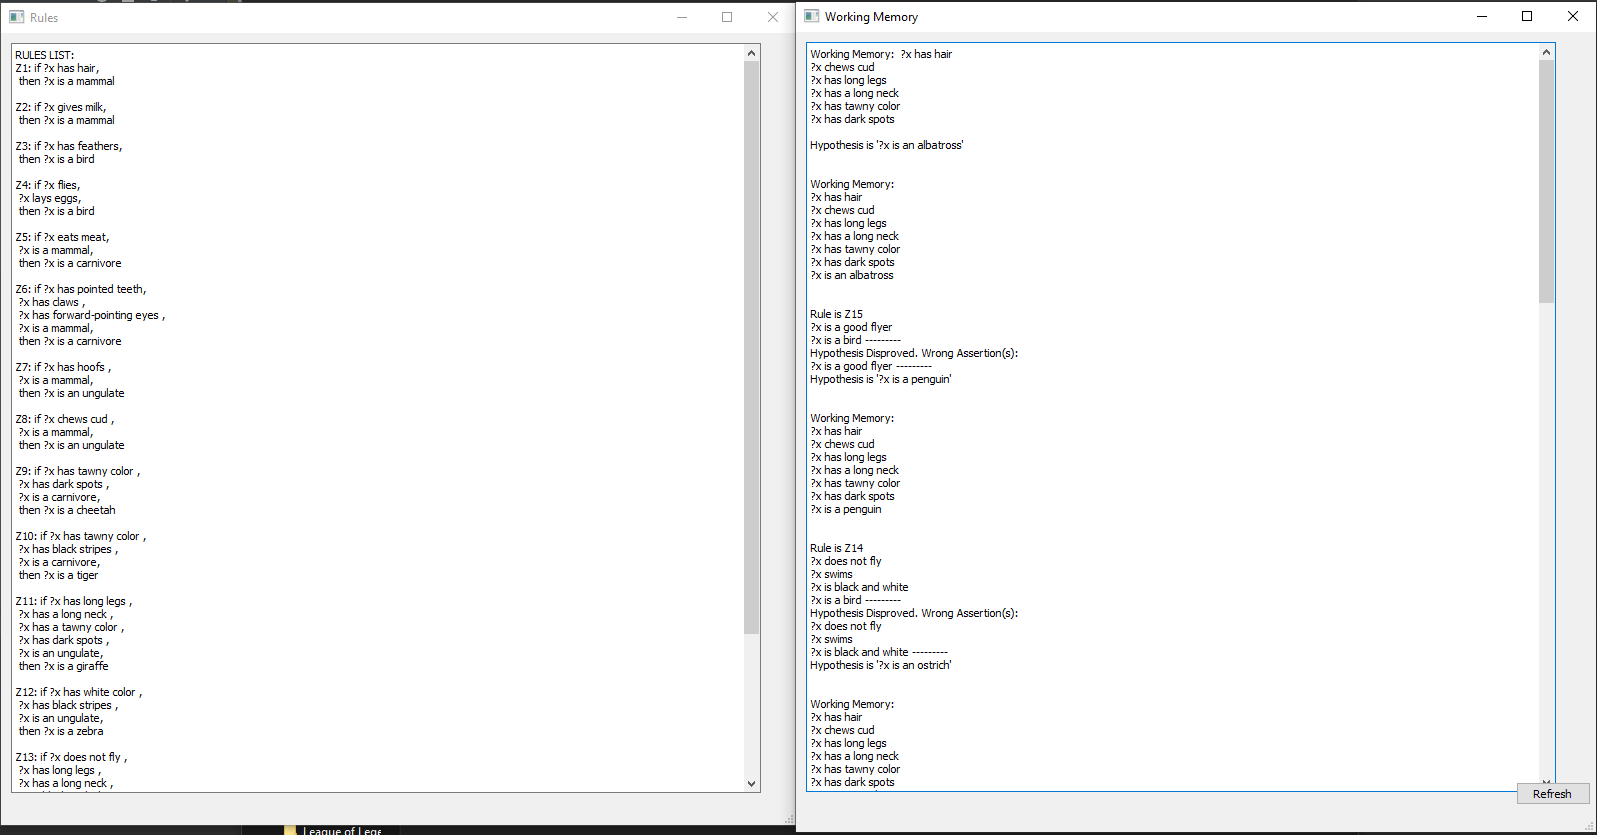 Rules
RULES LIST:
Z1: if ?x has hair,
then ?x is a mammal
Z2: if ?x gives milk,
then ?x is a mammal
Z3: if ?x has feathers,
then ?x is a bird
Z4: if ?x flies,
?x lays eggs,
then ?x is a bird
Z5: if ?x eats meat,
?x is a mammal,
then ?x is a carnivore
Z6: if ?x has pointed teeth,
?x has claws ,
?x has forward-pointing eyes ,
?x is a mammal,
then ?x is a carnivore
Z7: if ?x has hoofs ,
?x is a mammal,
then ?x is an ungulate
Z8: if ?x chews cud ,
?x is a mammal,
then ?x is an ungulate
Z9: if ?x has tawny color ,
?x has dark spots ,
?x is a carnivore,
then ?x is a cheetah
Z10: if ?x has tawny color ,
?x has black stripes ,
?x is a carnivore,
then ?x is a tiger
Z11: if ?x has long legs ,
?x has a long neck ,
?x has a tawny color ,
?x has dark spots ,
?x is an ungulate,
then ?x is a giraffe
Z12: if ?x has white color ,
?x has black stripes ,
?x is an ungulate,
then ?x is a zebra
Z13: if ?x does not fly ,
?x has long legs ,
?x has a long neck ,
Working Memory
Working Memory:  ?x has hair
?x chews cud
?x has long legs
?x has a long neck
?x has tawny color
?x has dark spots
Hypothesis is '?x is an albatross'
Working Memory:
?x has hair
?x chews cud
?x has long legs
?x has a long neck
?x has tawny color
?x has dark spots
?x is an albatross
Rule is Z15
?x is a good flyer
?x is a bird ---------
Hypothesis Disproved. Wrong Assertion(s):
?x is a good flyer ---------
Hypothesis is '?x is a penguin'
Working Memory:
?x has hair
?x chews cud
?x has long legs
?x has a long neck
?x has tawny color
?x has dark spots
?x is a penguin
Rule is Z14
?x does not fly
?x swims
?x is black and white
?x is a bird ---------
Hypothesis Disproved. Wrong Assertion(s):
?x does not fly
?x swims
?x is black and white ---------
Hypothesis is '?x is an ostrich'
Working Memory:
?x has hair
?x chews cud
?x has long legs
?x has a long neck
?x has tawny color
?x has dark spots
Refresh
League of Lege